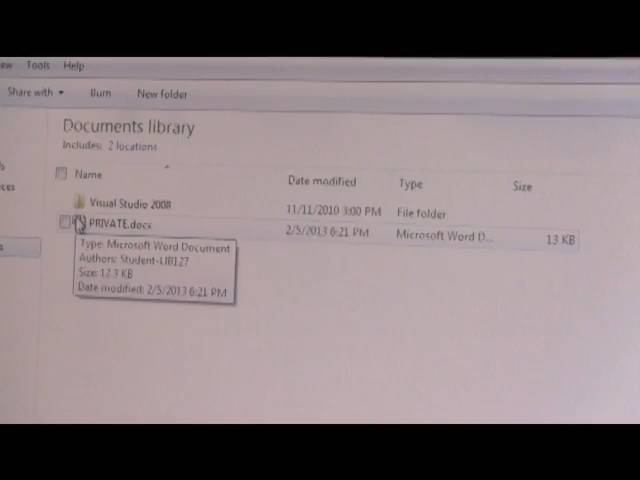 ew Tools Help
Share with Burn New folder
Documents library
Includes: 2 locations
Name Date modified Type Size
Visual Studio 2008 11/11/2010 3:00 PM File folder
PRIVATE.docx 2/5/2013 6:21 PM Microsoft Word D... 13 KB
Type: Microsoft Word Document
Authors: Student-LIB127
Size: 12.3 KB
Date modified: 2/5/2013 6:21 PM